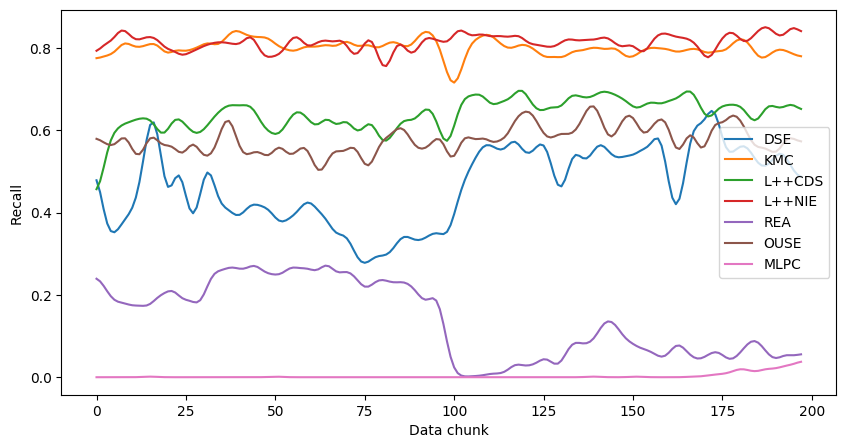 0.8
0.6
0.4
0.2
0.0
Recall
0
25
50
75
100
125
150
175
200
Data chunk
DSE
KMC
L++CDS
L++NIE
REA
OUSE
MLPC